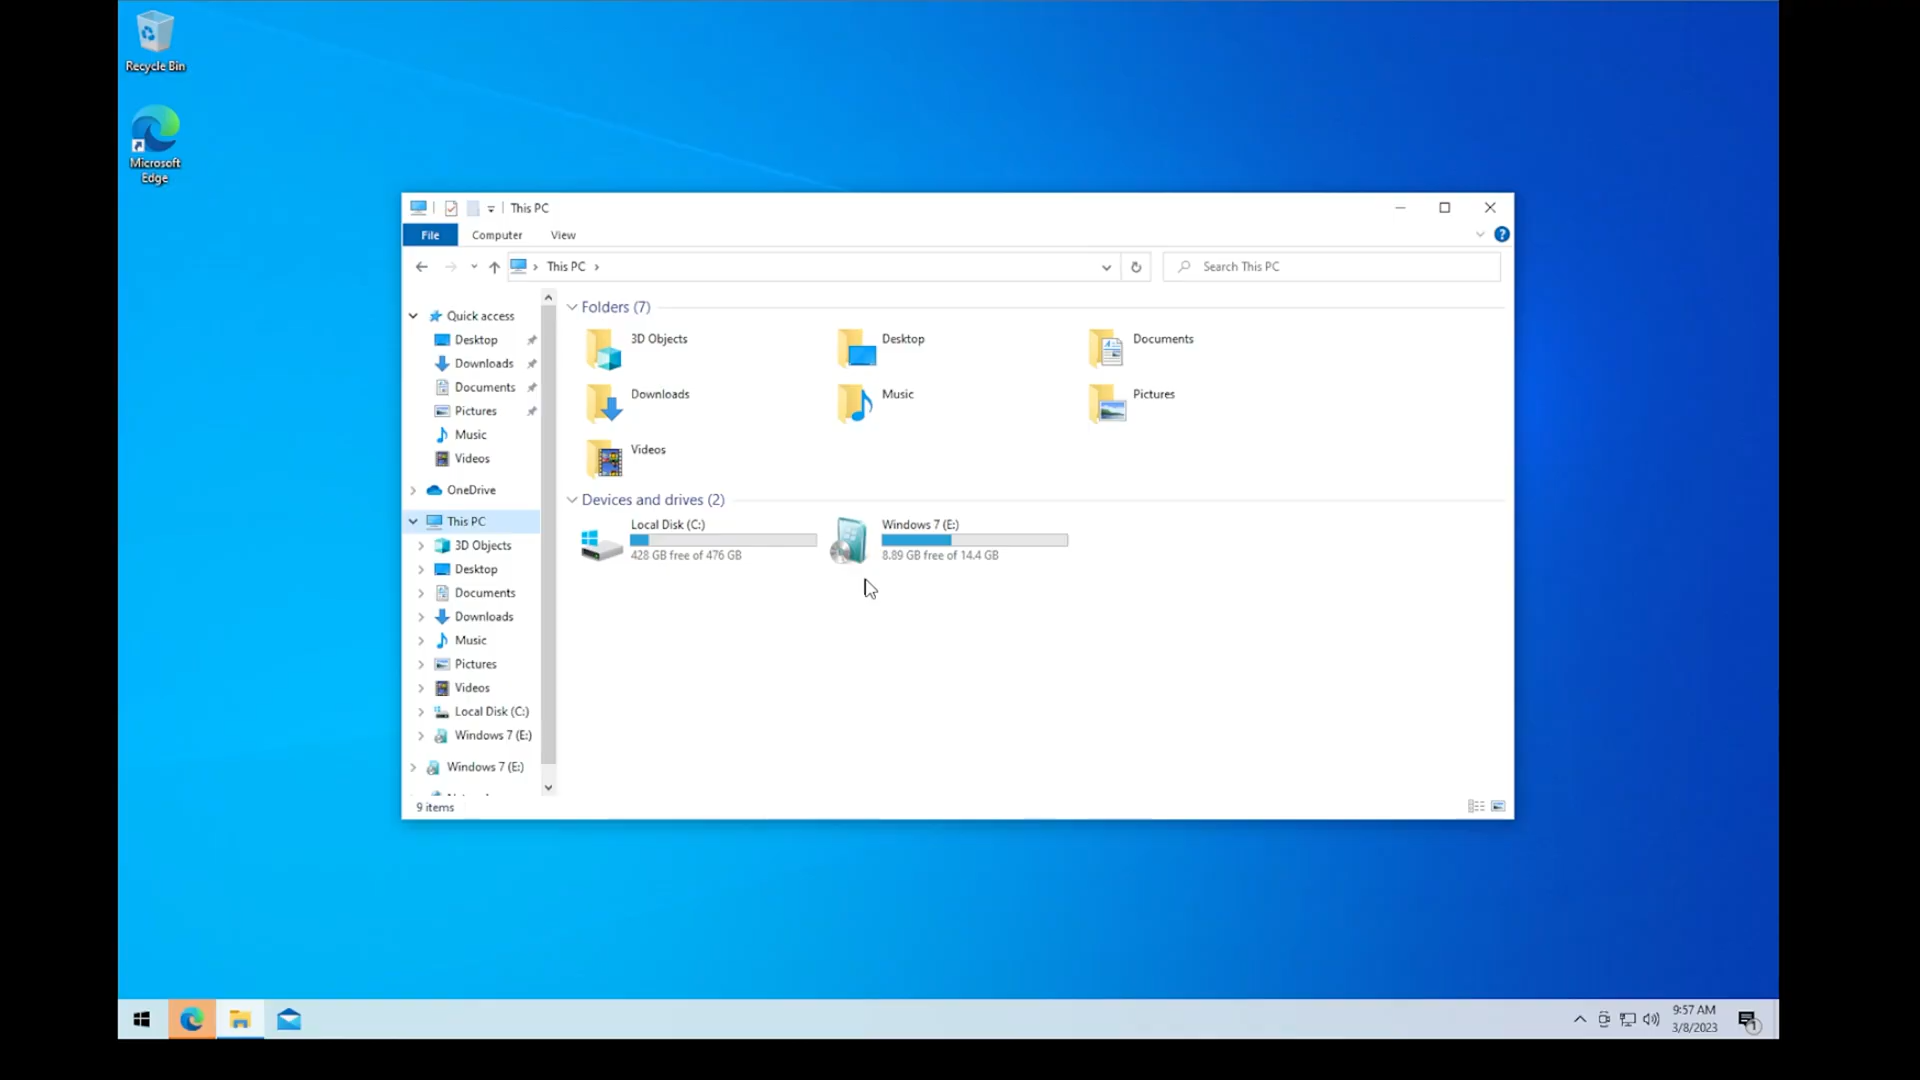 Recycle Bin
Microsoft
Edge
This PC
File
Computer
View
This PC
Search This PC
Quick access
Desktop
Downloads
Documents
Pictures
Music
Videos
OneDrive
This PC
3D Objects
Desktop
Documents
Downloads
Music
Pictures
Videos
Local Disk (C:)
Windows 7 (E:)
Windows 7 (E:)
Folders (7)
3D Objects
Desktop
Documents
Downloads
Music
Pictures
Videos
Devices and drives (2)
Local Disk (C:)
428 GB free of 476 GB
Windows 7 (E:)
8.89 GB free of 14.4 GB
9 items
9:57 AM
3/8/2023
1